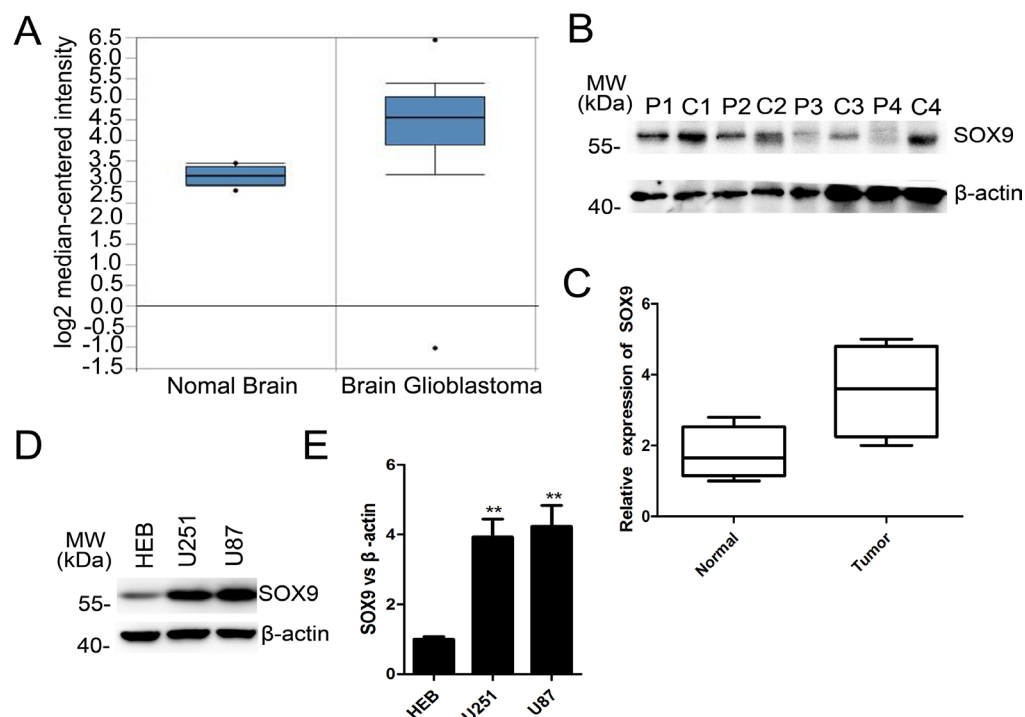 A
log2 median-centered intensity
6.5
6.0
5.5
5.0
4.5
4.0
3.5
3.0
2.5
2.0
1.5
1.0
0.5
0.0
-0.5
-1.0
-1.5
Nomal Brain
Brain Glioblastoma
B
MW
(kDa)
P1 C1 P2 C2 P3 C3 P4 C4
55-
SOX9
40-
β-actin
C
Relative expression of SOX9
6
4
2
0
Normal
Tumor
D
MW
(kDa)
HEB
U251
U87
55-
SOX9
40-
β-actin
E
SOX9 vs β -actin
6
4
2
0
**
**
HEB
U251
U87